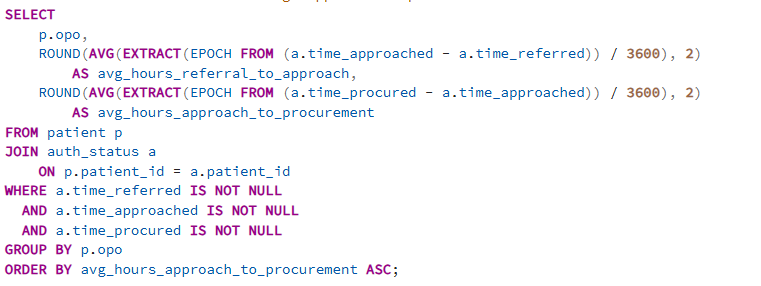 SELECT
    p.opo,
    ROUND(AVG(EXTRACT(EPOCH FROM (a.time_approached - a.time_referred)) / 3600), 2)
        AS avg_hours_referral_to_approach,
    ROUND(AVG(EXTRACT(EPOCH FROM (a.time_procured - a.time_approached)) / 3600), 2)
        AS avg_hours_approach_to_procurement
FROM patient p
JOIN auth_status a
    ON p.patient_id = a.patient_id
WHERE a.time_referred IS NOT NULL
  AND a.time_approached IS NOT NULL
  AND a.time_procured IS NOT NULL
GROUP BY p.opo
ORDER BY avg_hours_approach_to_procurement ASC;